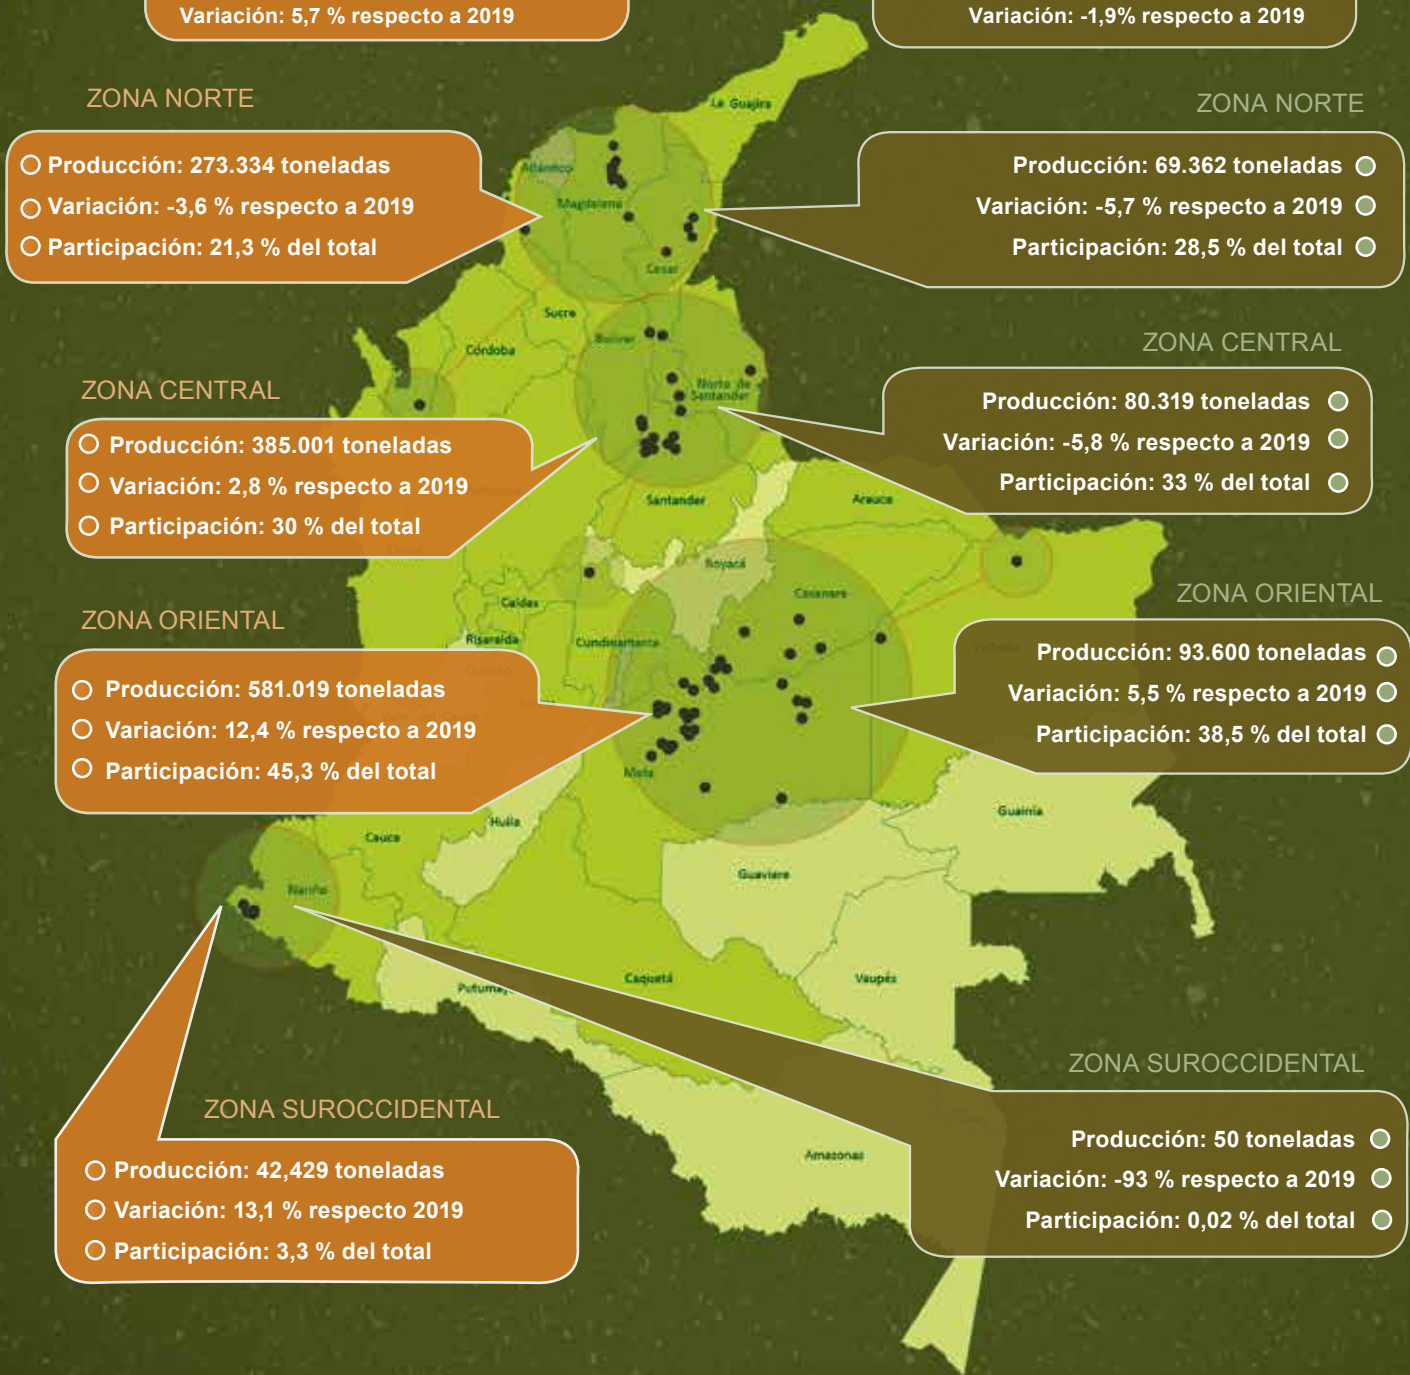 Variación: 5,7 % respecto a 2019
Variación: -1,9% respecto a 2019
ZONA NORTE
Producción: 273.334 toneladas
Variación: -3,6 % respecto a 2019
Participación: 21,3 % del total
ZONA NORTE
Producción: 69.362 toneladas
Variación: -5,7 % respecto a 2019
Participación: 28,5 % del total
ZONA CENTRAL
Producción: 385.001 toneladas
Variación: 2,8 % respecto a 2019
Participación: 30 % del total
ZONA CENTRAL
Producción: 80.319 toneladas
Variación: -5,8 % respecto a 2019
Participación: 33 % del total
ZONA ORIENTAL
Producción: 581.019 toneladas
Variación: 12,4 % respecto a 2019
Participación: 45,3 % del total
ZONA ORIENTAL
Producción: 93.600 toneladas
Variación: 5,5 % respecto a 2019
Participación: 38,5 % del total
ZONA SUROCCIDENTAL
Producción: 42,429 toneladas
Variación: 13,1 % respecto 2019
Participación: 3,3 % del total
ZONA SUROCCIDENTAL
Producción: 50 toneladas
Variación: -93 % respecto a 2019
Participación: 0,02 % del total
La Guajira
Atlántico
Magdalena
Cesar
Sucre
Bolívar
Córdoba
Norte de
Santander
Santander
Arauca
Boyacá
Casanare
Caldas
Risaralda
Cundinamarca
Vichada
Meta
Huila
Cauca
Guainía
Nariño
Guaviare
Caquetá
Vaupés
Amazonas